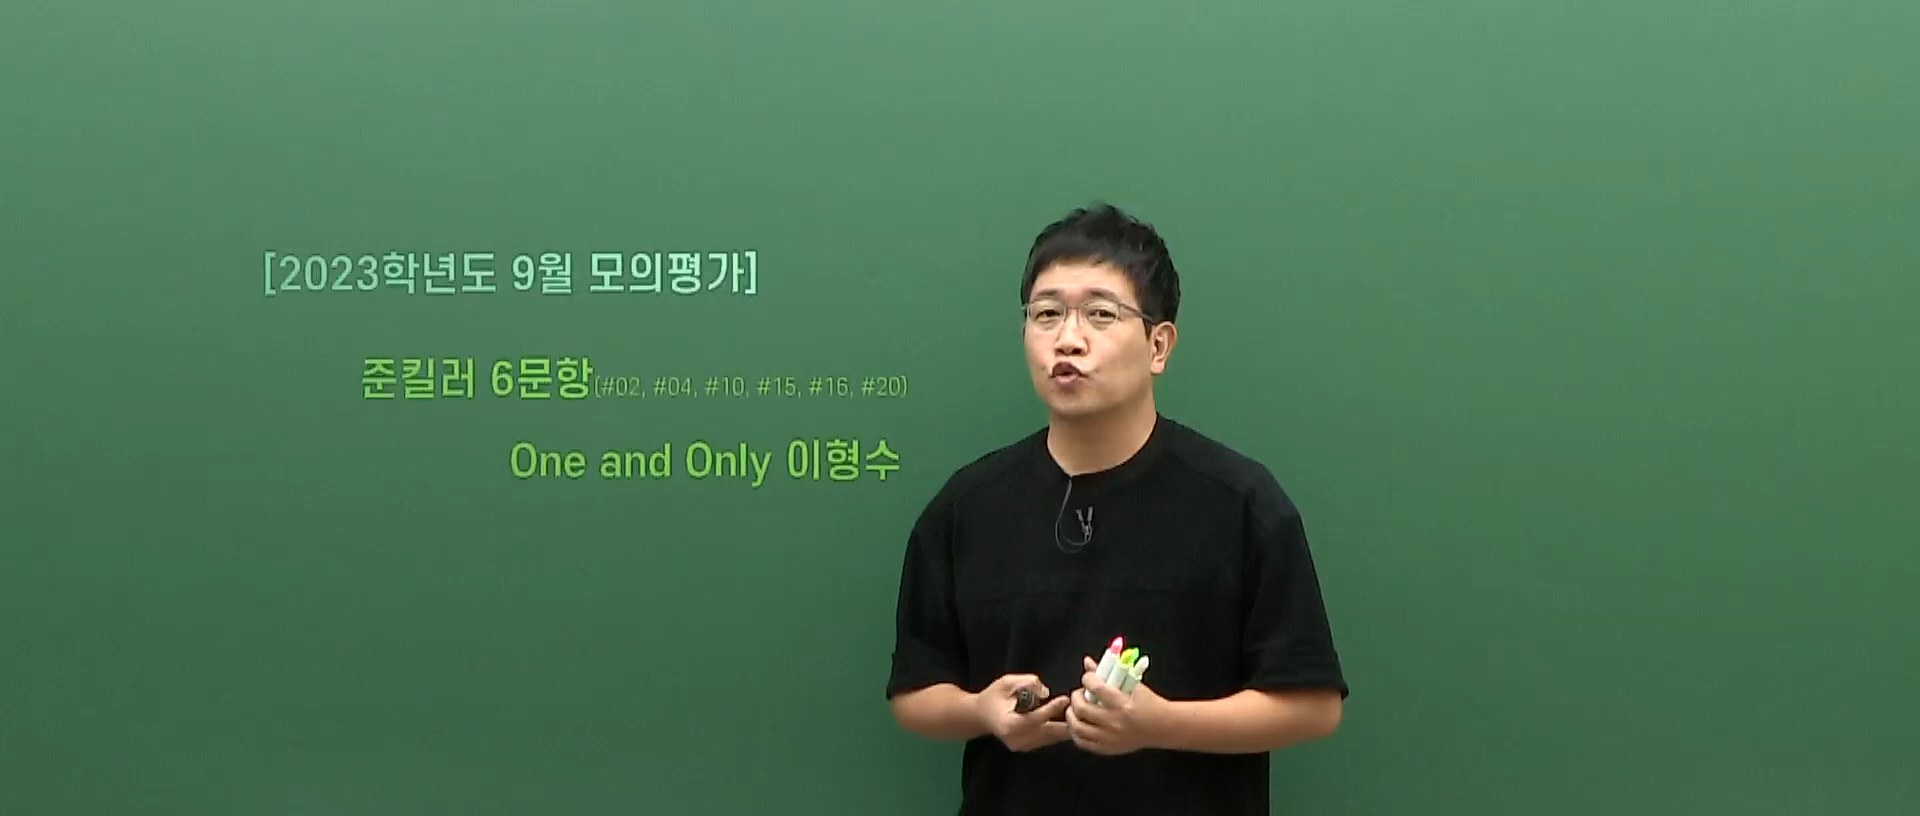 [2023학년도 9월 모의평가]
준킬러 6문항(#02, #04, #10, #15, #16, #20)
One and Only 이형수